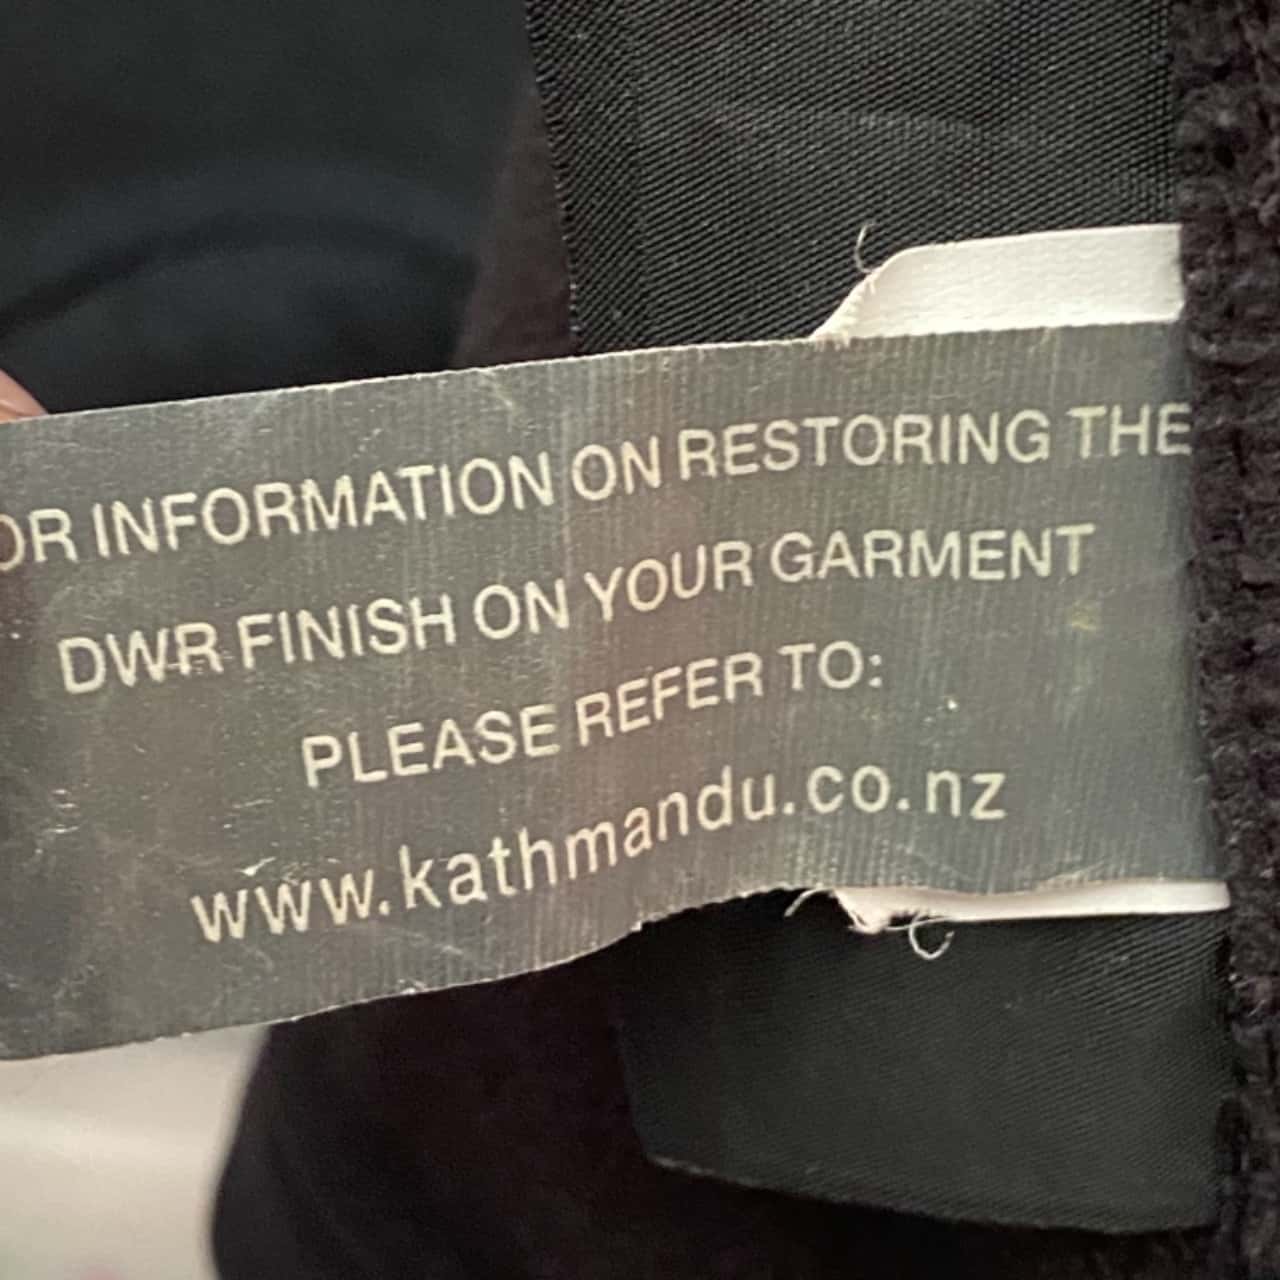 OR INFORMATION ON RESTORING THE
DWR FINISH ON YOUR GARMENT
PLEASE REFER TO:
www.kathmandu.co.nz